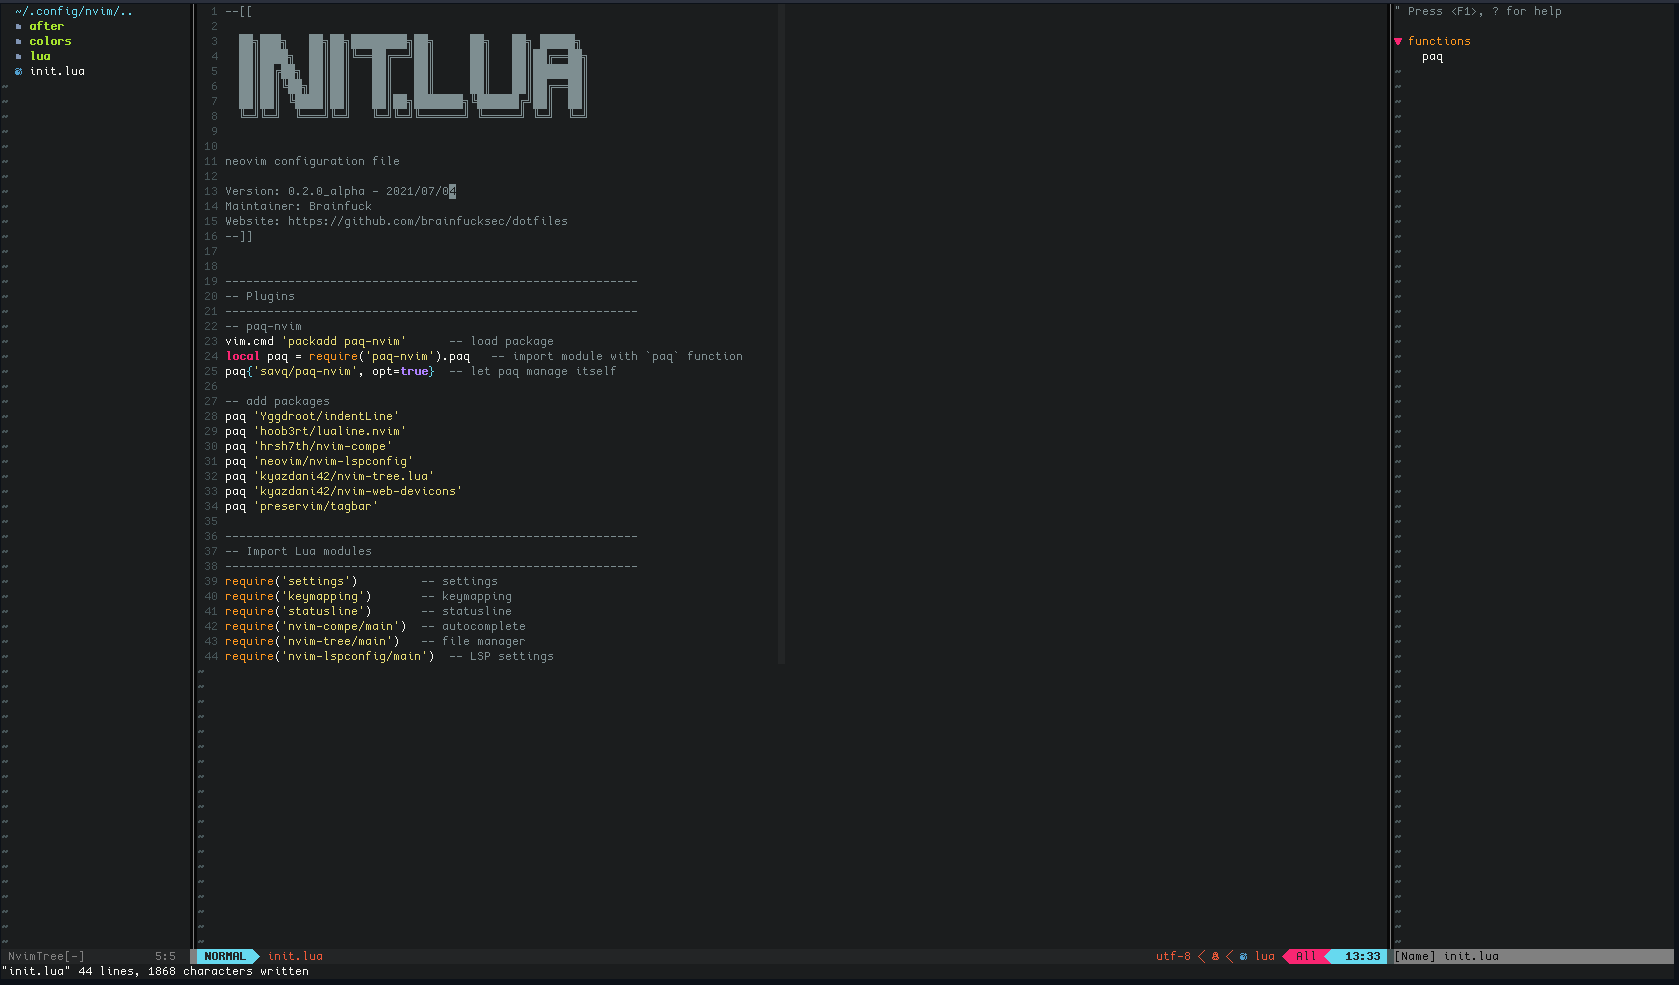 ~/.config/nvim/..
after
colors
lua
init.lua
1 --[[
2
3
4
5
6
7
8
INIT.LUA
9
10
11 neovim configuration file
12
13 Version: 0.2.0_alpha - 2021/07/04
14 Maintainer: Brainfuck
15 Website: https://github.com/brainfucksec/dotfiles
16 --]]
17
18
19 -----------------------------------------------------------
20 -- Plugins
21 -----------------------------------------------------------
22 -- paq-nvim
23 vim.cmd 'packadd paq-nvim'      -- load package
24 local paq = require('paq-nvim').paq   -- import module with `paq` function
25 paq{'savq/paq-nvim', opt=true}  -- let paq manage itself
26
27 -- add packages
28 paq 'Yggdroot/indentLine'
29 paq 'hoob3rt/lualine.nvim'
30 paq 'hrsh7th/nvim-compe'
31 paq 'neovim/nvim-lspconfig'
32 paq 'kyazdani42/nvim-tree.lua'
33 paq 'kyazdani42/nvim-web-devicons'
34 paq 'preservim/tagbar'
35
36 -----------------------------------------------------------
37 -- Import Lua modules
38 -----------------------------------------------------------
39 require('settings')         -- settings
40 require('keymapping')       -- keymapping
41 require('statusline')       -- statusline
42 require('nvim-compe/main')  -- autocomplete
43 require('nvim-tree/main')   -- file manager
44 require('nvim-lspconfig/main')  -- LSP settings
" Press <F1>, ? for help
▼ functions
paq
NvimTree[-] 5:5
NORMAL init.lua
utf-8 lua All 13:33
[Name] init.lua
"init.lua" 44 lines, 1868 characters written